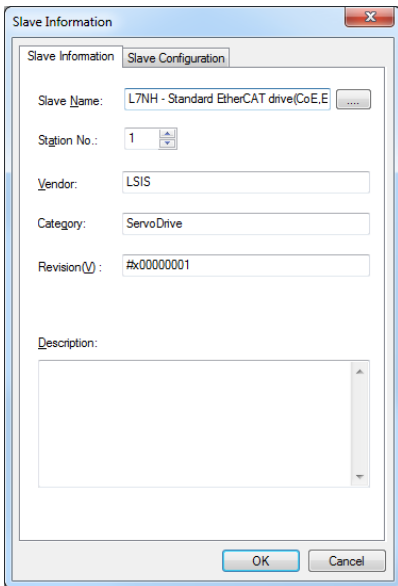 Slave Information
Slave Information Slave Configuration
Slave Name: L7NH - Standard EtherCAT drive(CoE,E ....
Station No.: 1
Vendor: LSIS
Category: ServoDrive
Revision(V) : #x00000001
Description:
OK Cancel